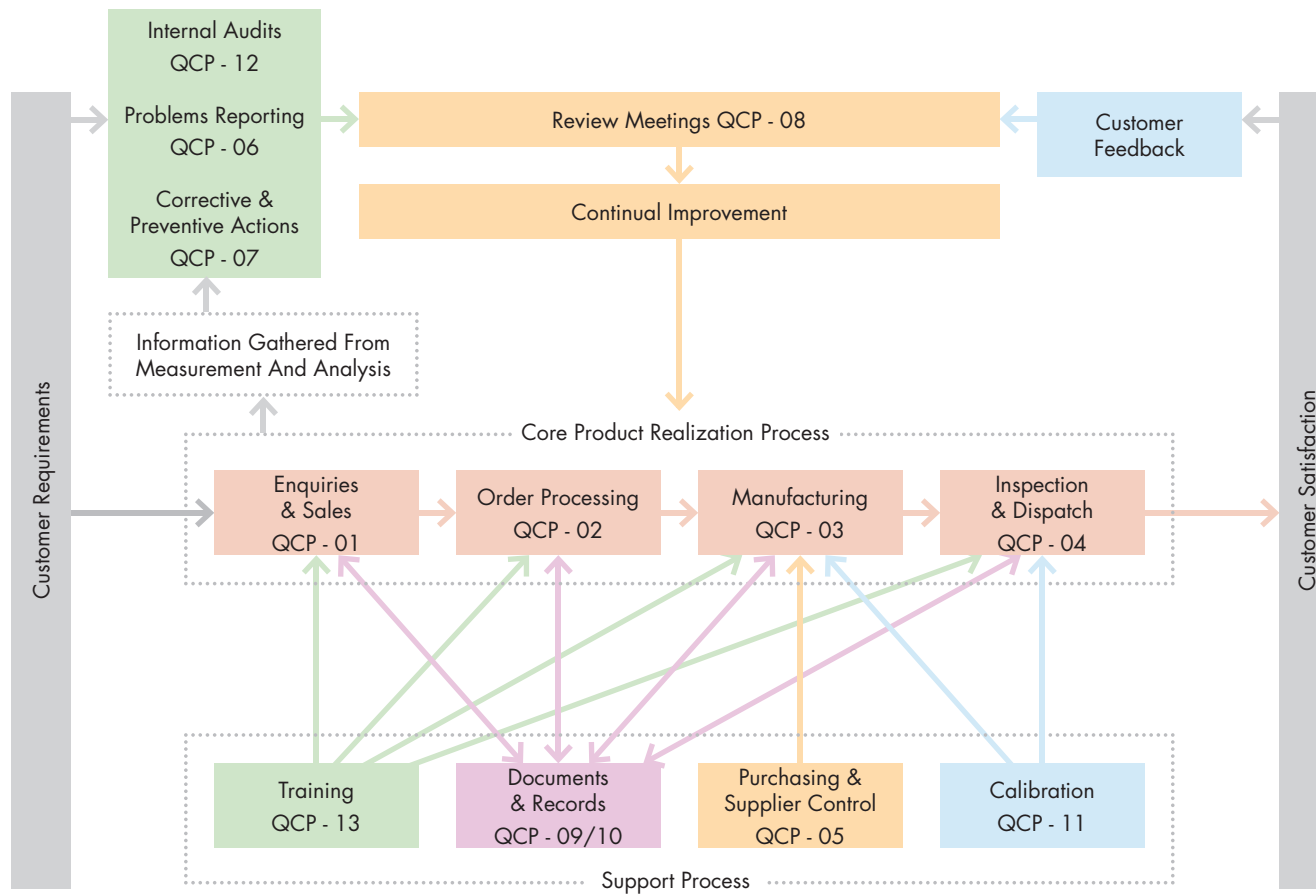 Internal Audits
QCP - 12
Problems Reporting
QCP - 06
Corrective &
Preventive Actions
QCP - 07
Review Meetings QCP - 08
Customer
Feedback
Continual Improvement
Information Gathered From
Measurement And Analysis
Customer Requirements
Customer Satisfaction
Core Product Realization Process
Enquiries
& Sales
QCP - 01
Order Processing
QCP - 02
Manufacturing
QCP - 03
Inspection
& Dispatch
QCP - 04
Training
QCP - 13
Documents
& Records
QCP - 09/10
Purchasing &
Supplier Control
QCP - 05
Calibration
QCP - 11
Support Process